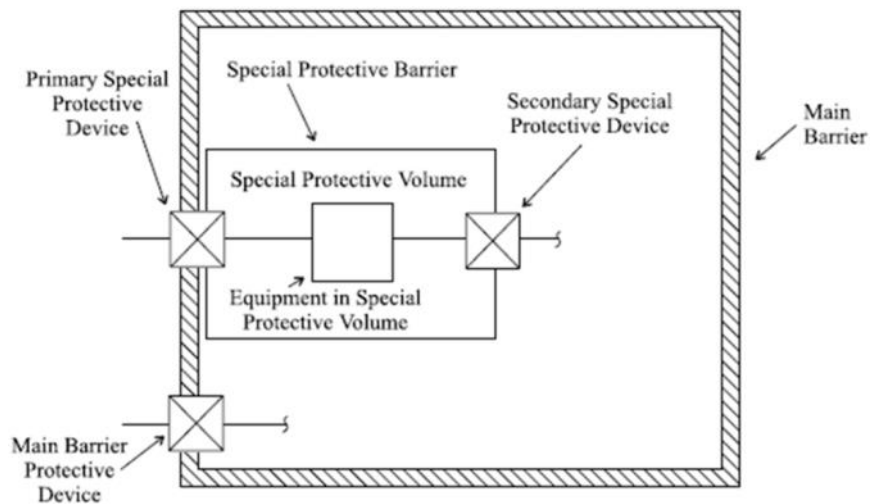 Primary Special
Protective
Device
Special Protective Barrier
Secondary Special
Protective Device
Main
Barrier
Special Protective Volume
Equipment in Special
Protective Volume
Main Barrier
Protective
Device